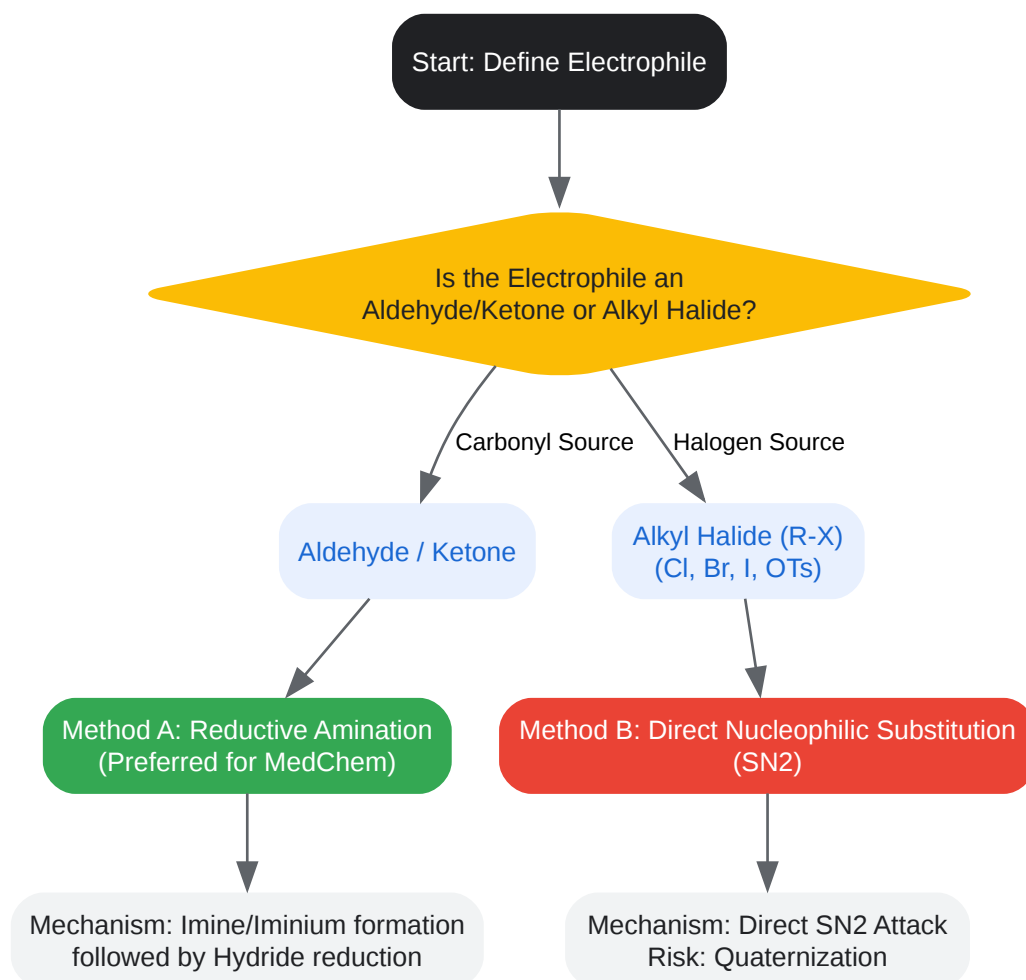 Start: Define Electrophile
Is the Electrophile an
Aldehyde/Ketone or Alkyl Halide?
Carbonyl Source
Halogen Source
Aldehyde / Ketone
Alkyl Halide (R-X)
(Cl, Br, I, OTs)
Method A: Reductive Amination
(Preferred for MedChem)
Method B: Direct Nucleophilic Substitution
(SN2)
Mechanism: Imine/Iminium formation
followed by Hydride reduction
Mechanism: Direct SN2 Attack
Risk: Quaternization